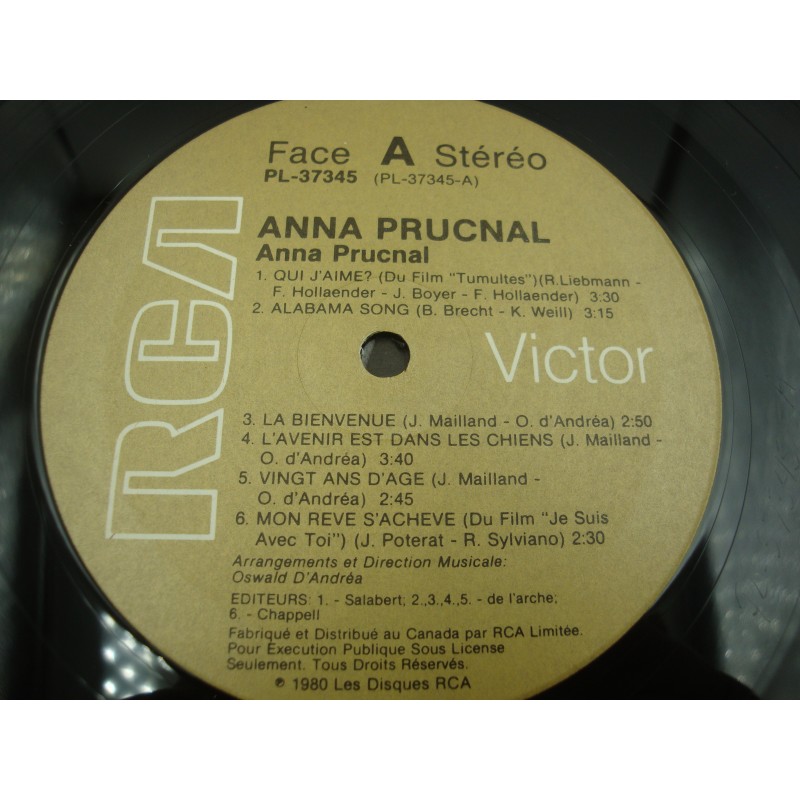 Face A Stéréo
PL-37345 (PL-37345-A)
ANNA PRUCNAL
Anna Prucnal
1. QUI J'AIME? (Du Film "Tumultes")(R.Liebmann -
F. Hollaender - J. Boyer - F. Hollaender) 3:30
2. ALABAMA SONG (B. Brecht - K. Weill) 3:15
RCA
Victor
3. LA BIENVENUE (J. Mailland - O. d'Andréa) 2:50
4. L'AVENIR EST DANS LES CHIENS (J. Mailland -
O. d'Andréa) 3:40
5. VINGT ANS D'AGE (J. Mailland -
O. d'Andréa) 2:45
6. MON REVE S'ACHEVE (Du Film "Je Suis
Avec Toi") (J. Poterat - R. Sylviano) 2:30
Arrangements et Direction Musicale:
Oswald D'Andréa
EDITEURS: 1. - Salabert; 2.,3.,4.,5. - de l'arche;
6. - Chappell
Fabriqué et Distribué au Canada par RCA Limitée.
Pour Execution Publique Sous License
Seulement. Tous Droits Réservés.
℗ 1980 Les Disques RCA